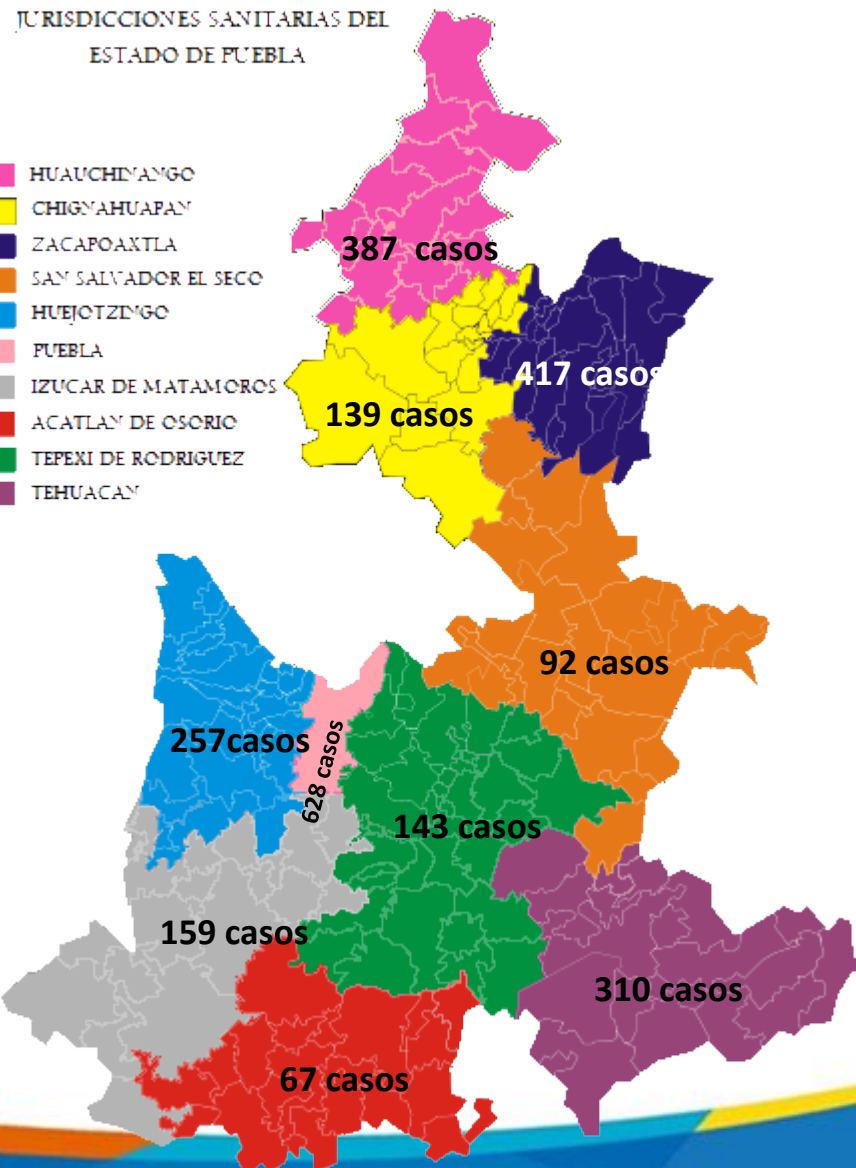 JURISDICCIONES SANITARIAS DEL
ESTADO DE PUEBLA
HUAUCHINANGO
CHIGNAHUAPAN
ZACAPOAXTLA
SAN SALVADOR EL SECO
HUEJOTZINGO
PUEBLA
IZUCAR DE MATAMOROS
ACATLAN DE OSORIO
TEPEXI DE RODRIGUEZ
TEHUACAN
387 casos
417 casos
139 casos
92 casos
257casos
628 casos
143 casos
159 casos
310 casos
67 casos